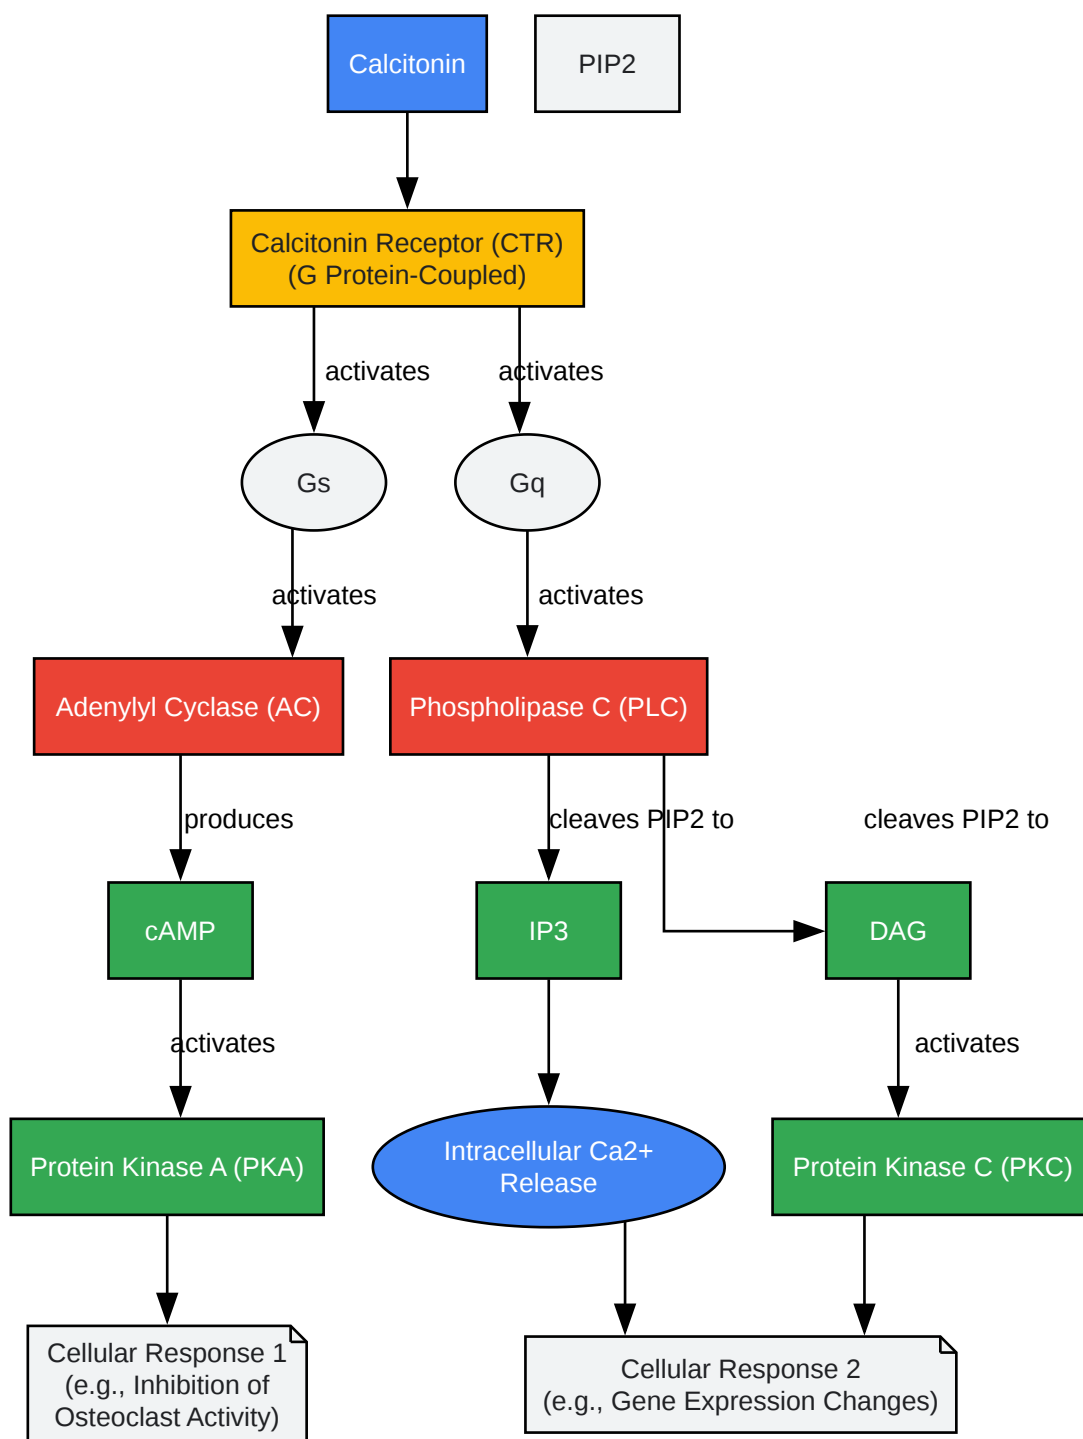 Calcitonin
PIP2
Calcitonin Receptor (CTR)
(G Protein-Coupled)
activates
activates
Gs
Gq
activates
activates
Adenylyl Cyclase (AC)
Phospholipase C (PLC)
produces
cleaves PIP2 to
cleaves PIP2 to
cAMP
IP3
DAG
activates
activates
Protein Kinase A (PKA)
Intracellular Ca2+
Release
Protein Kinase C (PKC)
Cellular Response 1
(e.g., Inhibition of
Osteoclast Activity)
Cellular Response 2
(e.g., Gene Expression Changes)